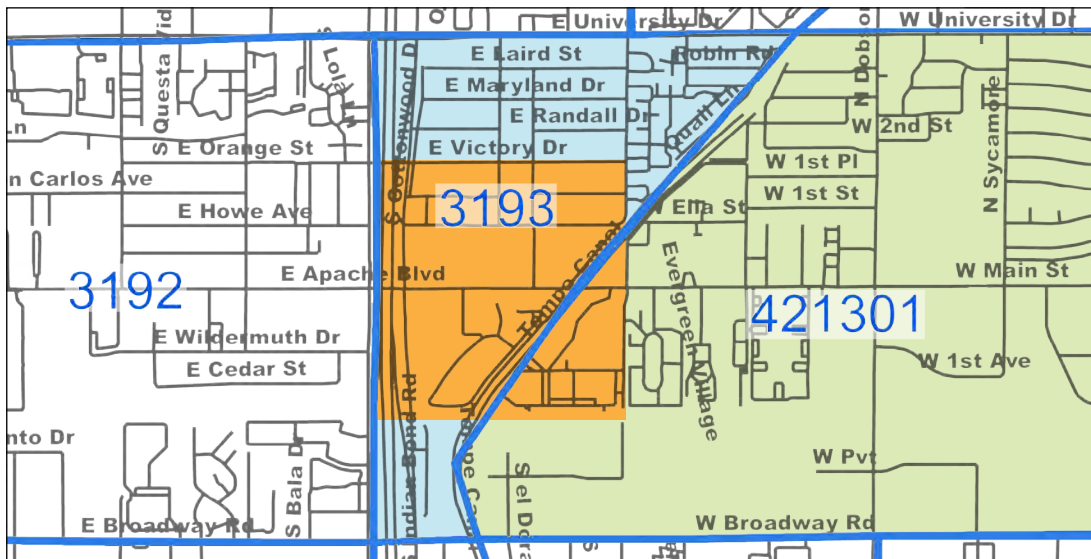 E University Dr
W University Dr
S Questa Vid
S Lola
E Laird St
Robin Rd
N Dobson
E Maryland Dr
Quail Ln
E Randall Dr
Ln
W 2nd St
E Orange St
E Victory Dr
S Cottonwood D
N Sycamore
W 1st Pl
n Carlos Ave
W 1st St
3193
E Howe Ave
W Ella St
E Apache Blvd
W Main St
3192
Tempe Canal
Evergreen Village
421301
E Wildermuth Dr
W 1st Ave
E Cedar St
Indian Bend Rd
nto Dr
S Bala Dr
W Pvt
S el Dora
E Broadway Rd
W Broadway Rd